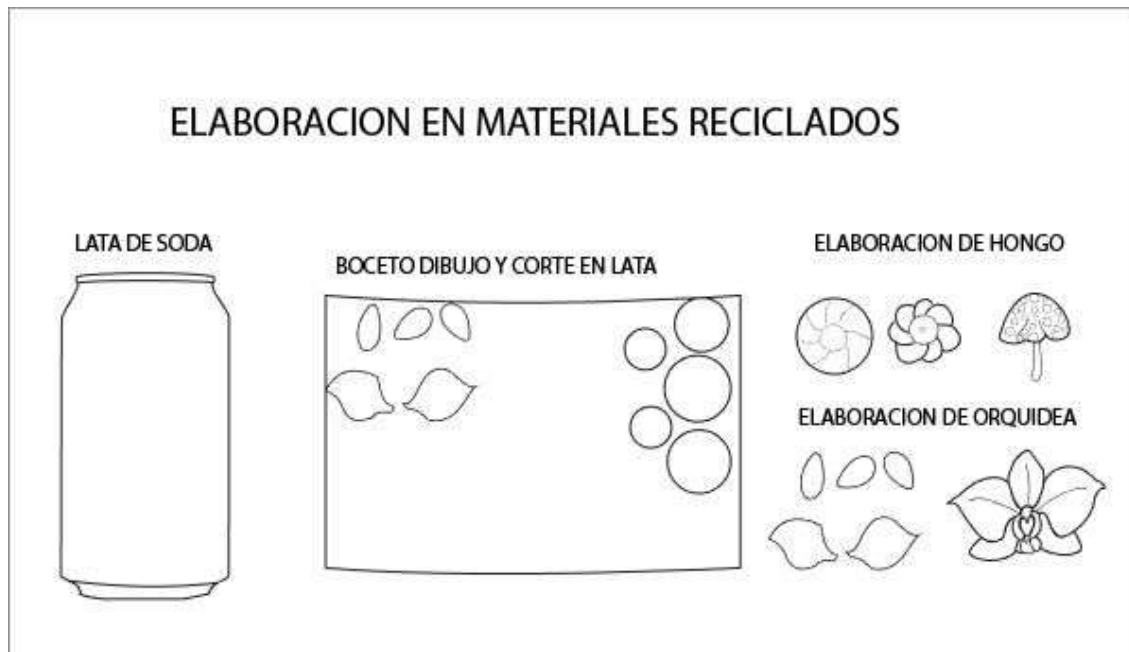 ELABORACION EN MATERIALES RECICLADOS
LATA DE SODA
BOCETO DIBUJO Y CORTE EN LATA
ELABORACION DE HONGO
ELABORACION DE ORQUIDEA